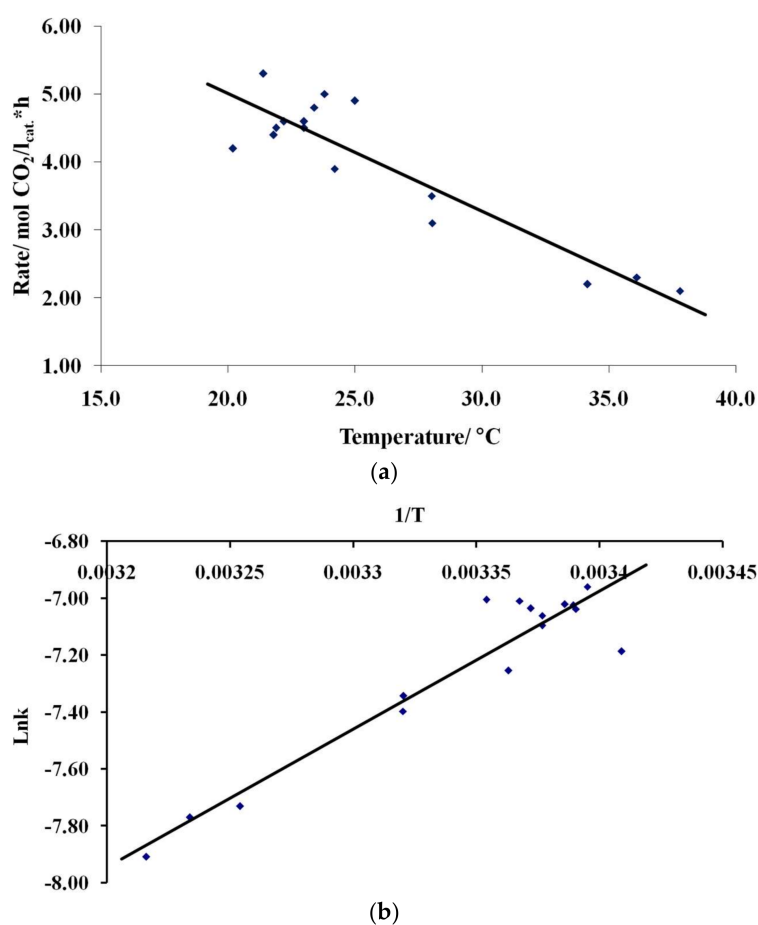 6.00
5.00
4.00
3.00
2.00
1.00
Rate/ mol CO₂/l_cat.*h
15.0 20.0 25.0 30.0 35.0 40.0
Temperature/ °C
(a)
1/T
-6.80
0.0032 0.00325 0.0033 0.00335 0.0034 0.00345
-7.00
-7.20
-7.40
-7.60
-7.80
-8.00
Lnk
(b)